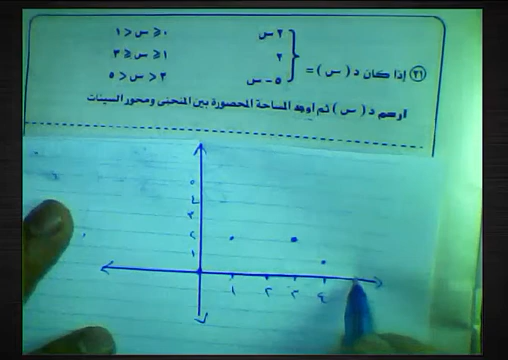 ٢ س ٠ ⩽ س < ١
(٢١) إذا كان د ( س ) = ٢ ١ ⩽ س ⩽ ٣
٥ - س ٣ < س < ٥
ارسم د ( س ) ثم أوجد المساحة المحصورة بين المنحنى ومحور السينات
٥
٤
٣
٢
١
١ ٢ ٣ ٤